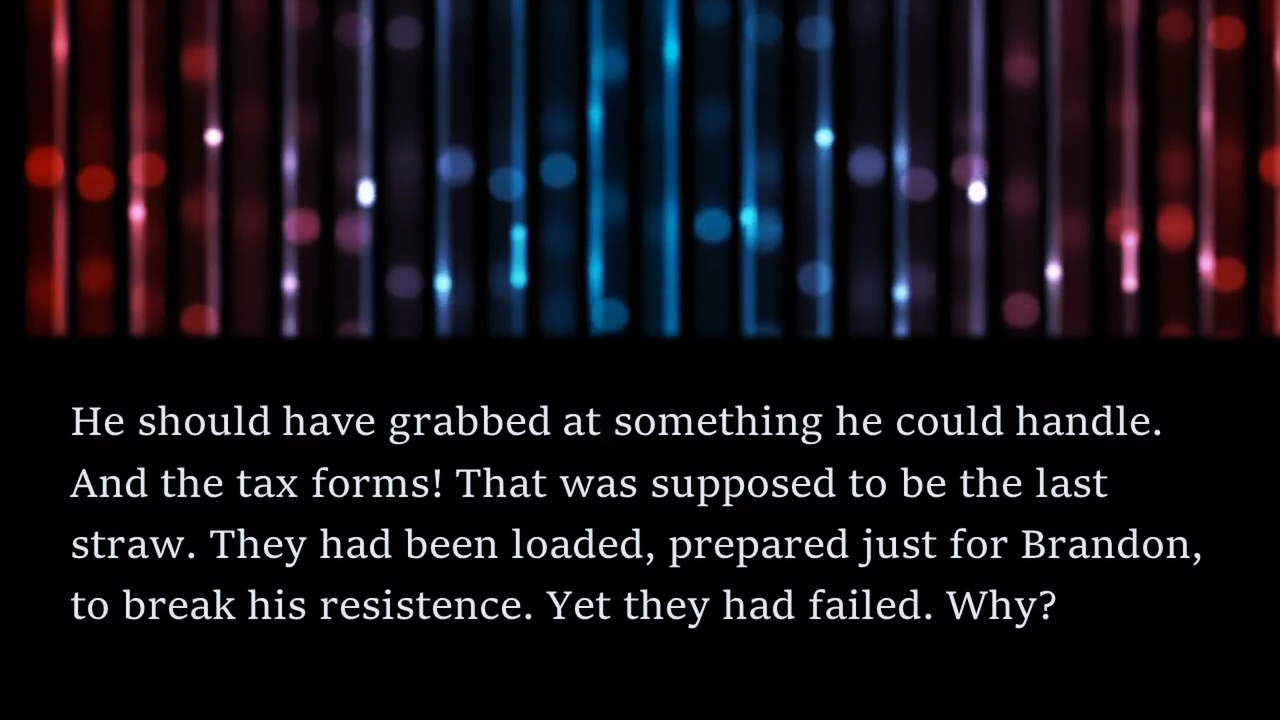 He should have grabbed at something he could handle.
And the tax forms! That was supposed to be the last
straw. They had been loaded, prepared just for Brandon,
to break his resistence. Yet they had failed. Why?